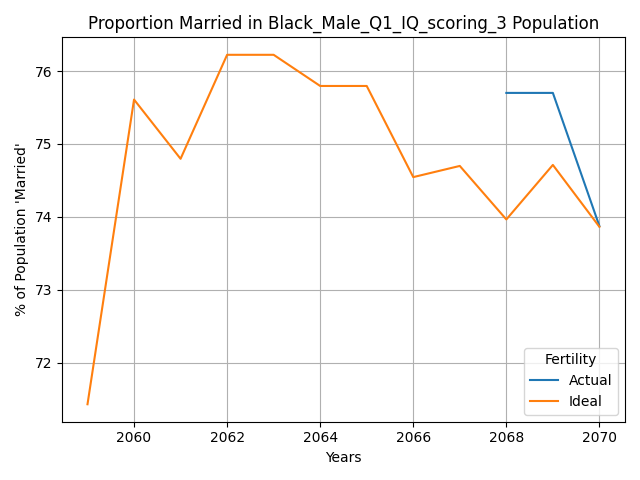 Proportion Married in Black_Male_Q1_IQ_scoring_3 Population
% of Population 'Married'
76
75
74
73
72
2060
2062
2064
2066
2068
2070
Years
Fertility
Actual
Ideal